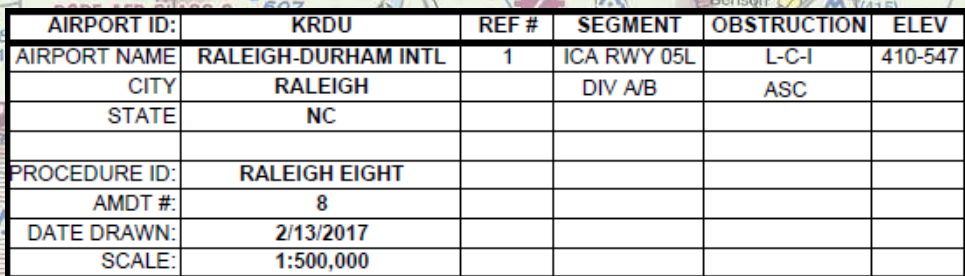 AIRPORT ID: KRDU REF # SEGMENT OBSTRUCTION ELEV
AIRPORT NAME RALEIGH-DURHAM INTL 1 ICA RWY 05L L-C-I 410-547
CITY RALEIGH DIV A/B ASC
STATE NC
PROCEDURE ID: RALEIGH EIGHT
AMDT #: 8
DATE DRAWN: 2/13/2017
SCALE: 1:500,000